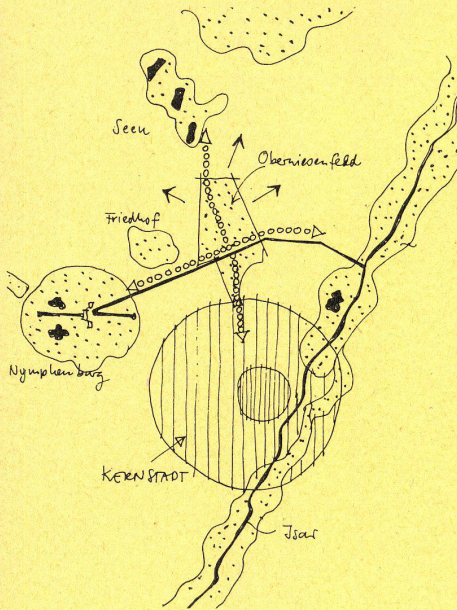 Seen
Oberwiesenfeld
Friedhof
Nymphenburg
KERNSTADT
Isar